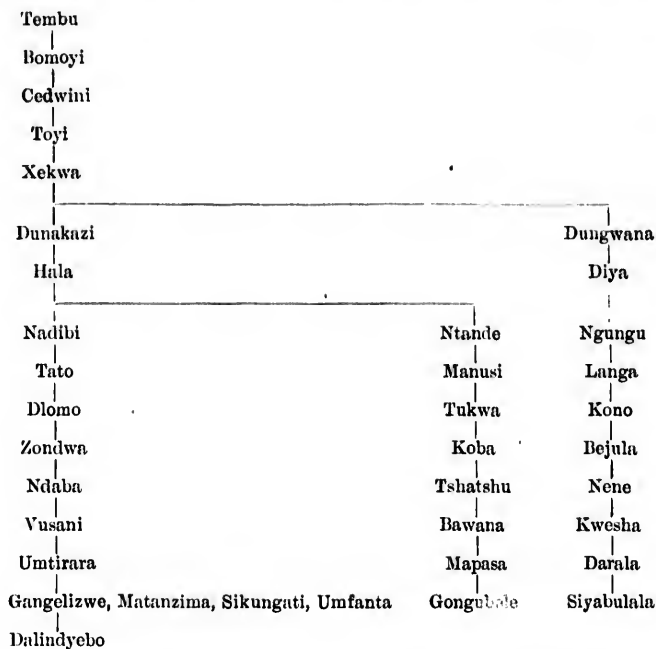 Tembu
Bomoyi
Cedwini
Toyi
Xekwa
Dunakazi Dungwana
Hala Diya
Nadibi Ntande Ngungu
Tato Manusi Langa
Dlomo Tukwa Kono
Zondwa Koba Bejula
Ndaba Tshatshu Nene
Vusani Bawana Kwesha
Umtirara Mapasa Darala
Gangelizwe, Matanzima, Sikungati, Umfanta Gongubele Siyabulala
Dalindyebo